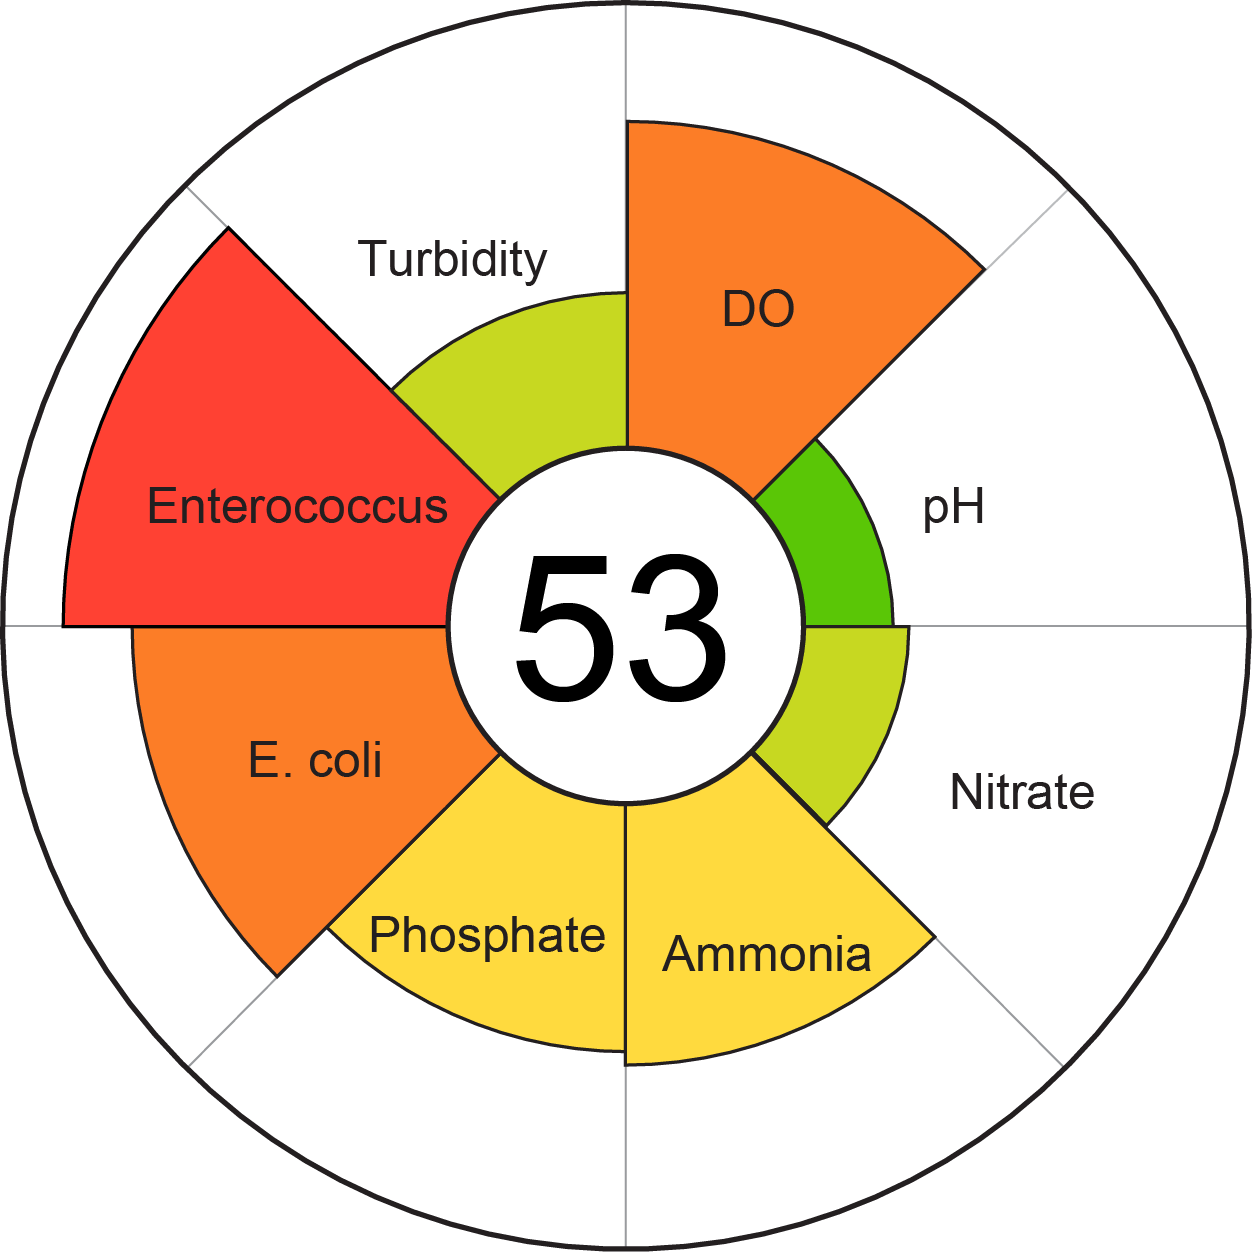 Turbidity
DO
Enterococcus
pH
53
E. coli
Nitrate
Phosphate
Ammonia